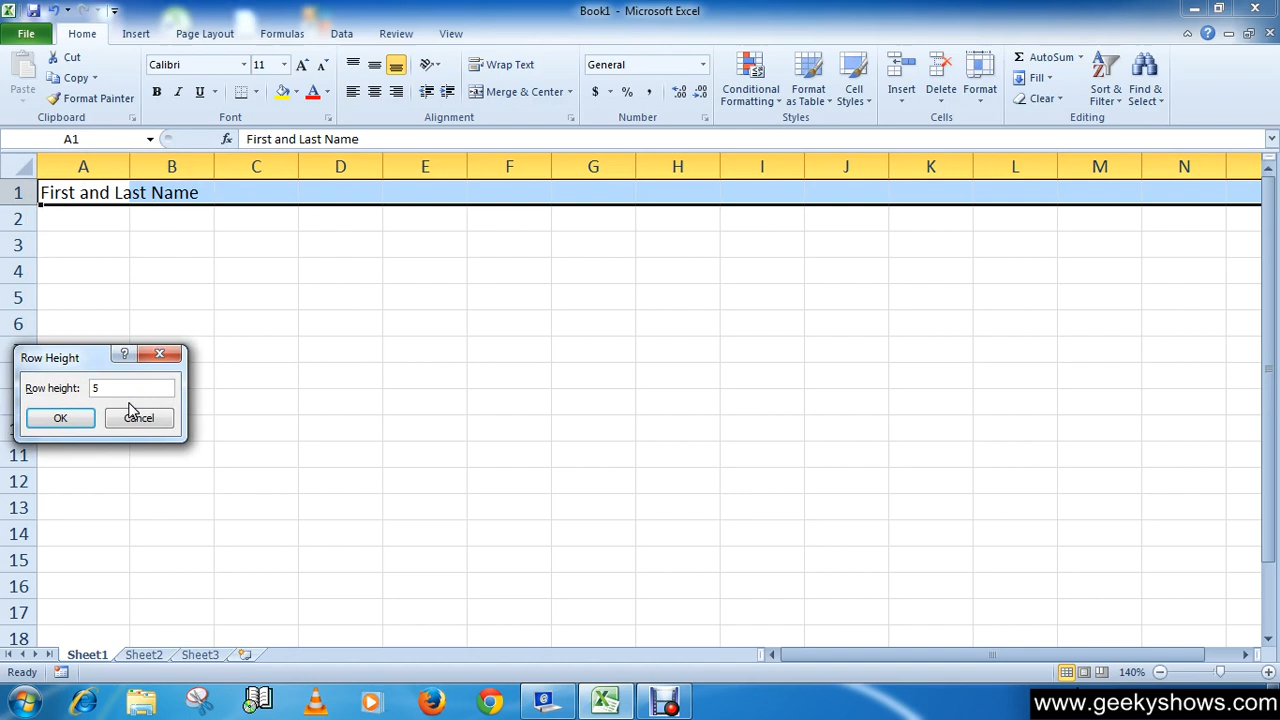 Book1 - Microsoft Excel
File Home Insert Page Layout Formulas Data Review View
Paste
Cut
Copy
Format Painter
Clipboard
Calibri 11
B I U A
Font
Wrap Text
Merge & Center
Alignment
General
$ % ,
Number
Conditional Formatting
Format as Table
Cell Styles
Styles
Insert
Delete
Format
Cells
Σ AutoSum
Fill
Clear
Sort & Filter
Find & Select
Editing
A1 fx First and Last Name
A B C D E F G H I J K L M N
1 First and Last Name
2
3
4
5
6
Row Height ?
Row height: 5
OK Cancel
11
12
13
14
15
16
17
18
Sheet1 Sheet2 Sheet3
Ready 140%
www.geekyshows.com